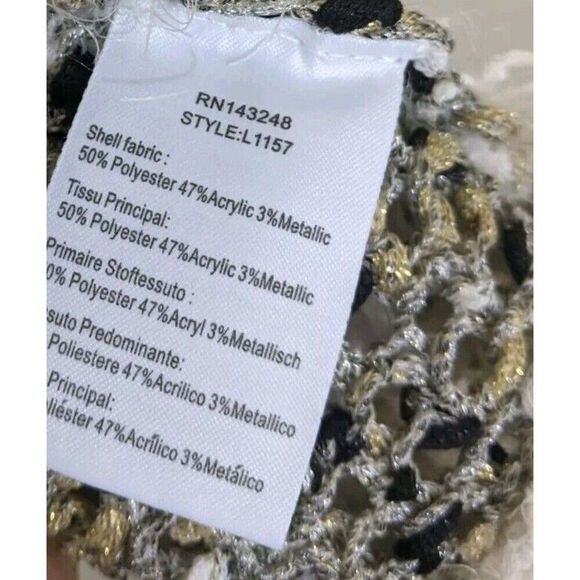 RN143248
STYLE:L1157
Shell fabric :
50% Polyester 47%Acrylic 3%Metallic
Tissu Principal:
50% Polyester 47%Acrylic 3%Metallic
Primaire Stoftessuto :
0% Polyester 47%Acryl 3%Metallisch
suto Predominante:
Poliestere 47%Acrilico 3%Metallico
Principal:
liéster 47%Acrílico 3%Metálico